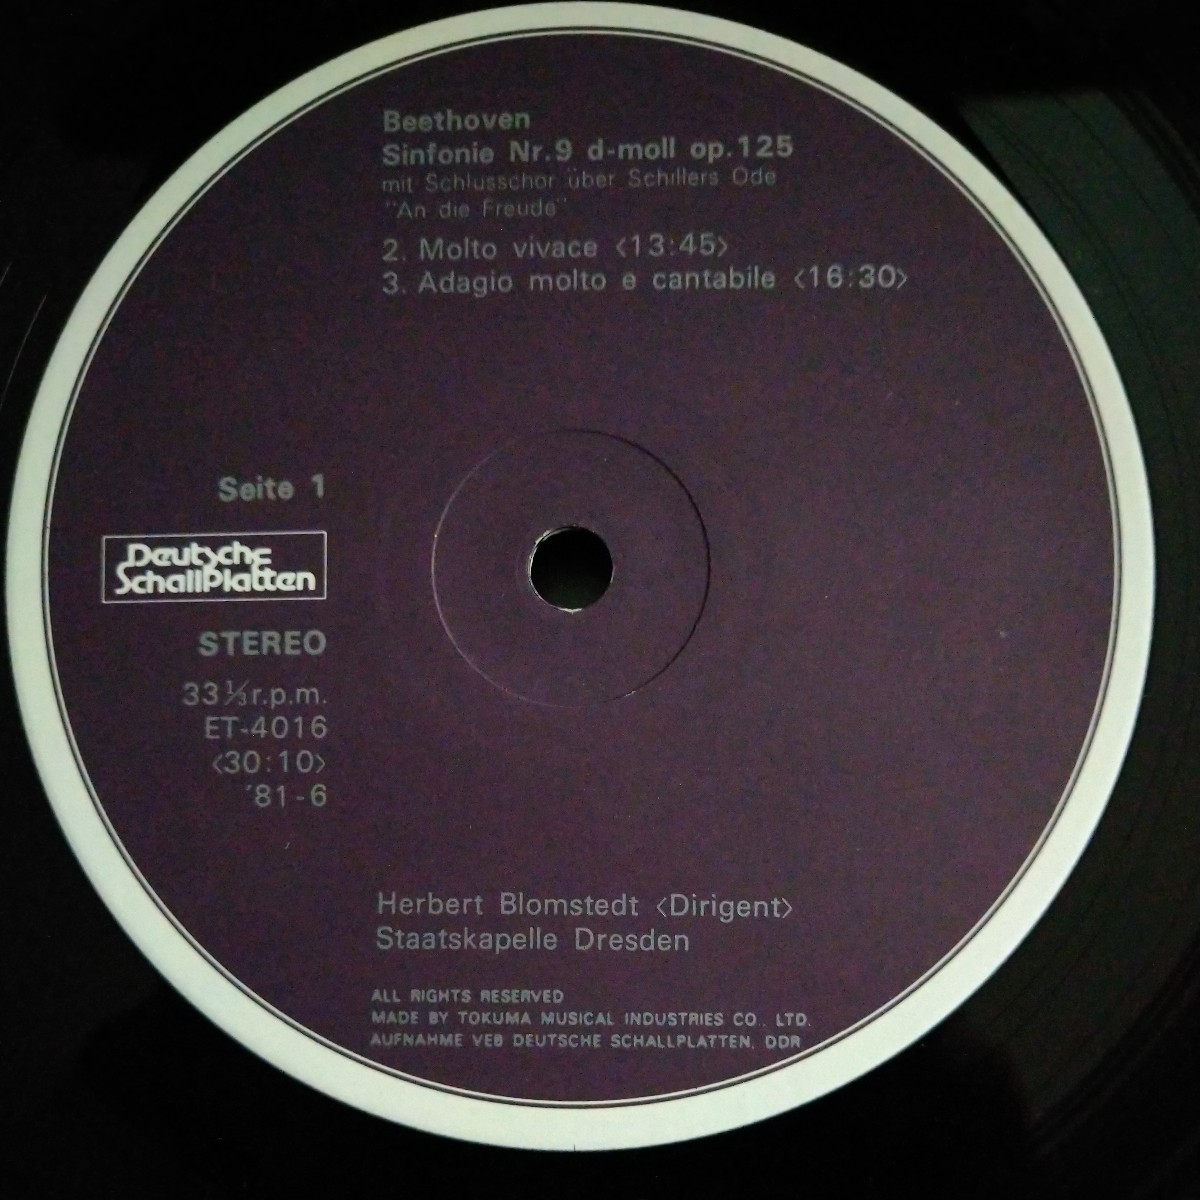 Beethoven
Sinfonie Nr.9 d-moll op.125
mit Schlusschor über Schillers Ode
"An die Freude"
2. Molto vivace <13:45>
3. Adagio molto e cantabile <16:30>
Seite 1
Deutsche
SchallPlatten
STEREO
33⅓r.p.m.
ET-4016
<30:10>
'81-6
Herbert Blomstedt <Dirigent>
Staatskapelle Dresden
ALL RIGHTS RESERVED
MADE BY TOKUMA MUSICAL INDUSTRIES CO., LTD.
AUFNAHME VEB DEUTSCHE SCHALLPLATTEN, DDR